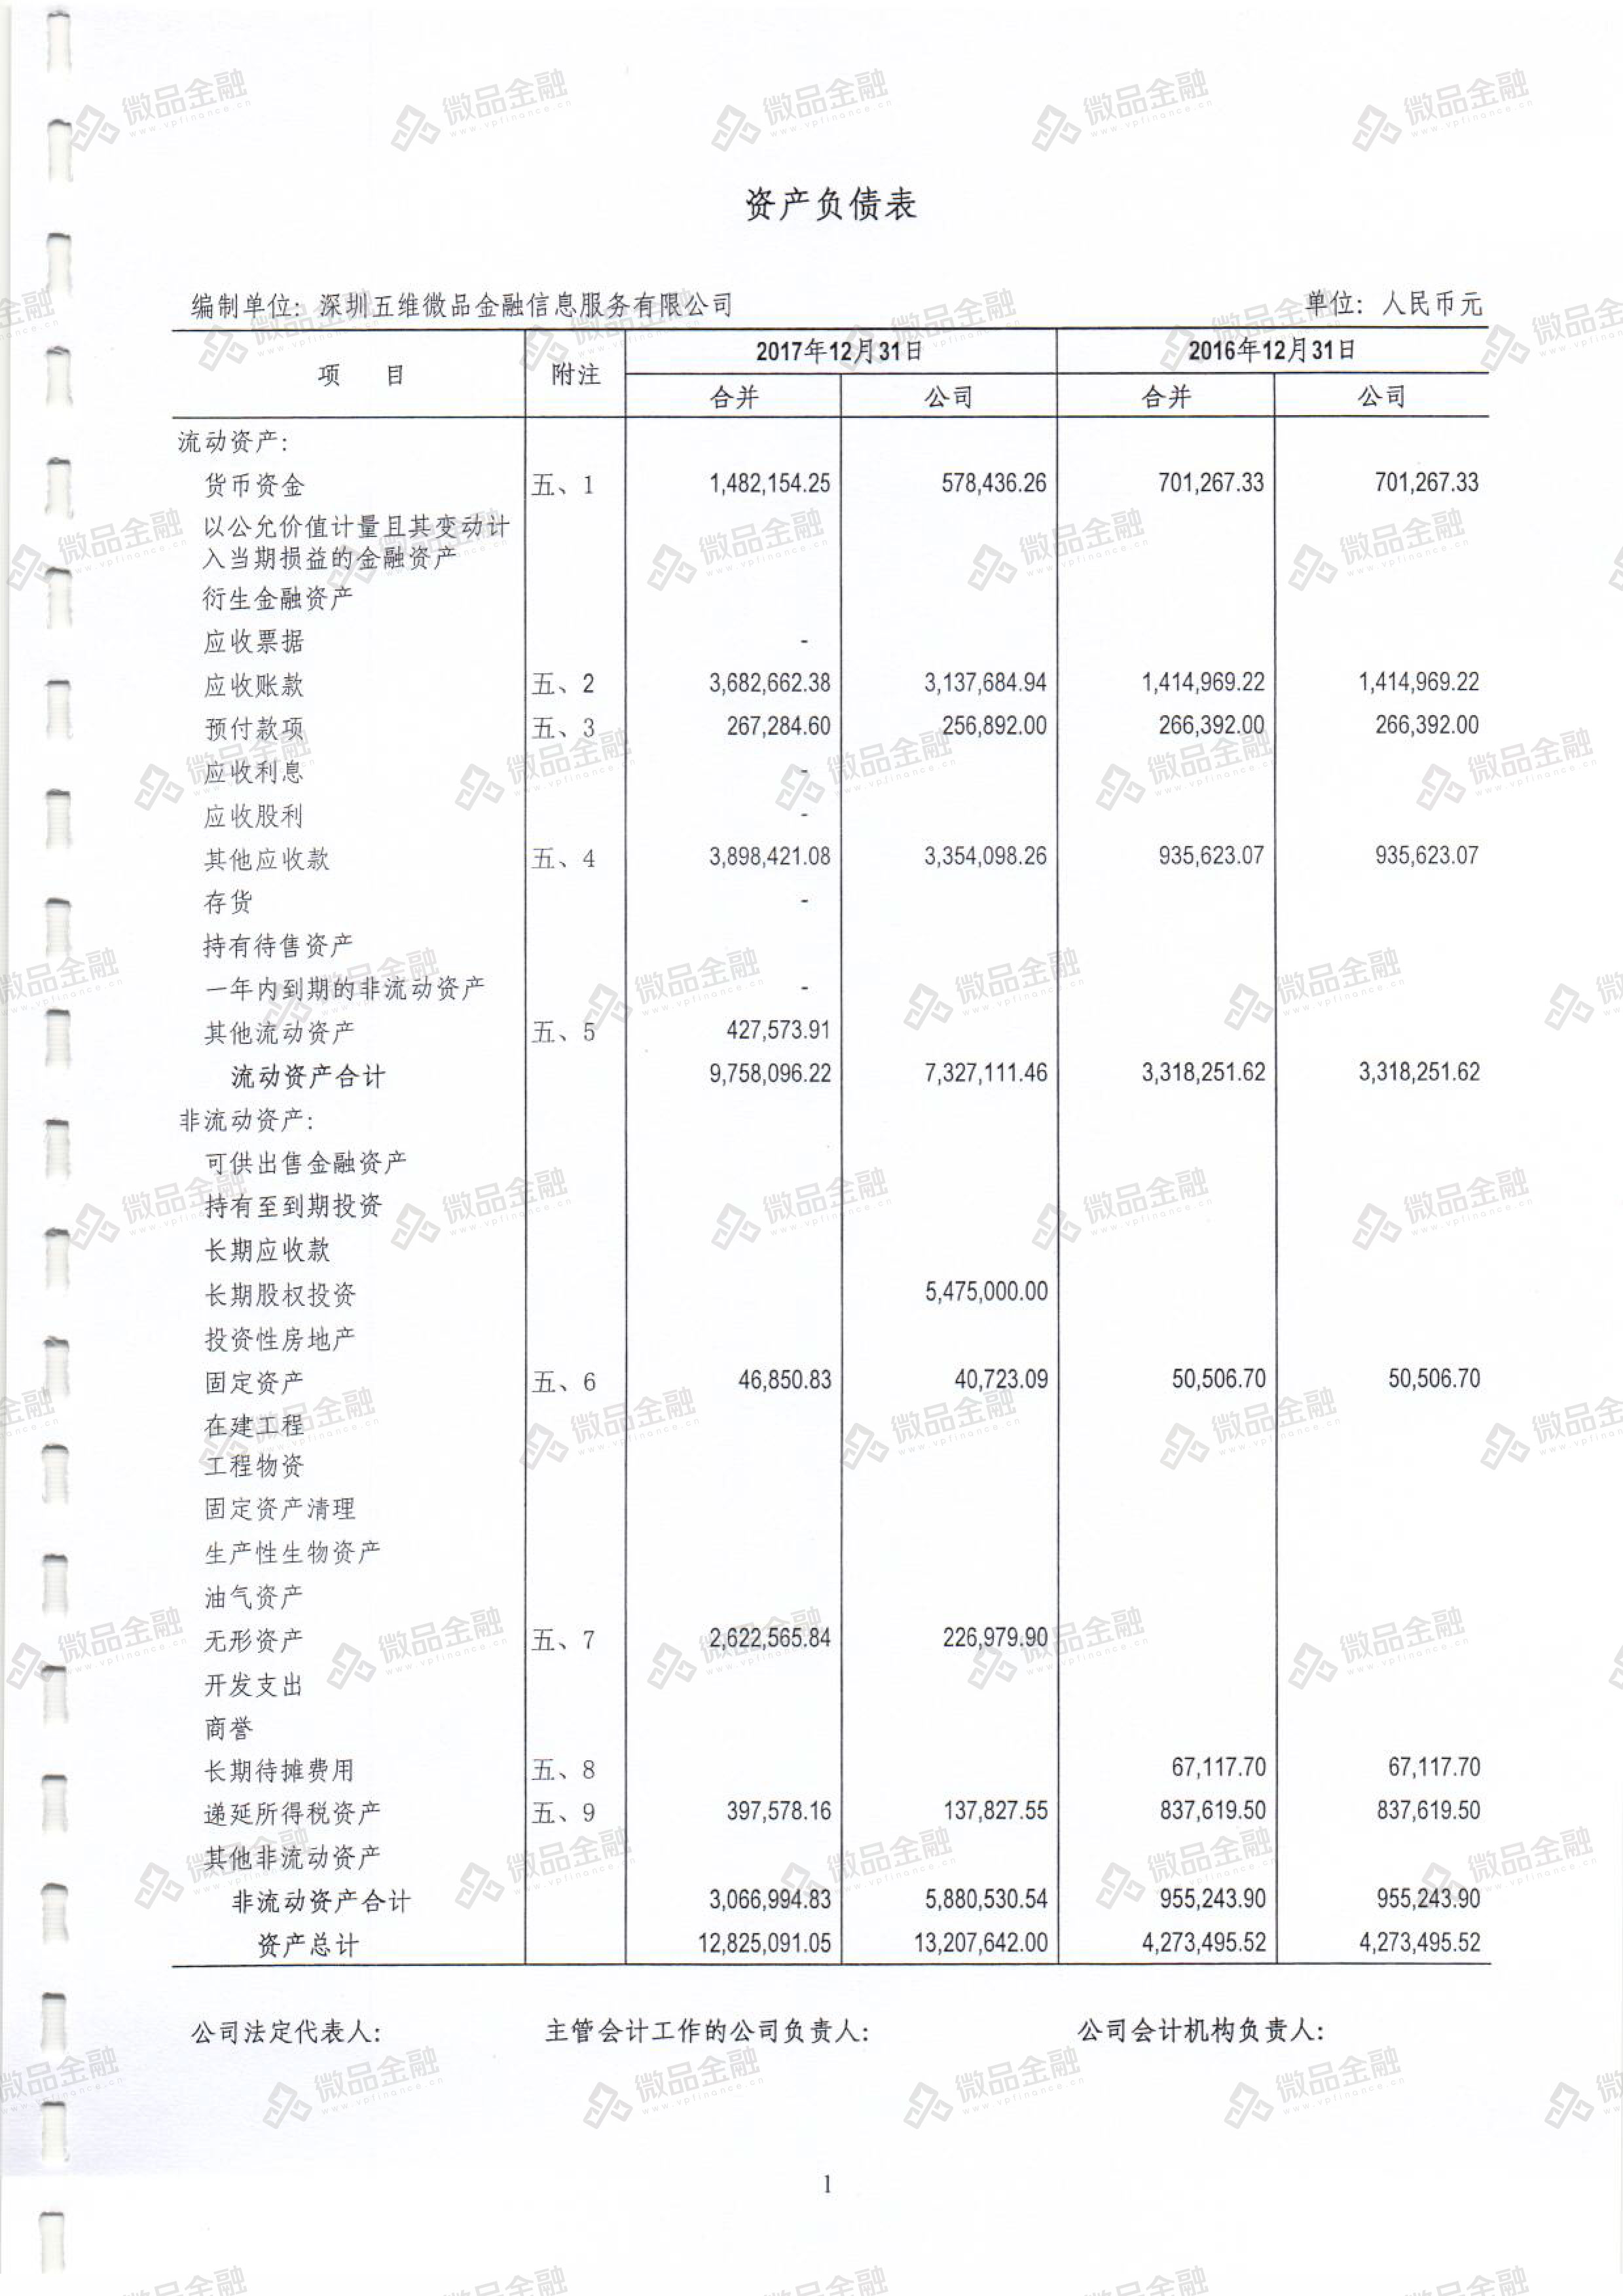 资产负债表
编制单位：深圳五维微品金融信息服务有限公司 单位：人民币元
项 目 附注 2017年12月31日 2016年12月31日
合并 公司 合并 公司
流动资产：
货币资金 五、1 1,482,154.25 578,436.26 701,267.33 701,267.33
以公允价值计量且其变动计
入当期损益的金融资产
衍生金融资产
应收票据 -
应收账款 五、2 3,682,662.38 3,137,684.94 1,414,969.22 1,414,969.22
预付款项 五、3 267,284.60 256,892.00 266,392.00 266,392.00
应收利息 -
应收股利 -
其他应收款 五、4 3,898,421.08 3,354,098.26 935,623.07 935,623.07
存货 -
持有待售资产
一年内到期的非流动资产 -
其他流动资产 五、5 427,573.91
流动资产合计 9,758,096.22 7,327,111.46 3,318,251.62 3,318,251.62
非流动资产：
可供出售金融资产
持有至到期投资
长期应收款
长期股权投资 5,475,000.00
投资性房地产
固定资产 五、6 46,850.83 40,723.09 50,506.70 50,506.70
在建工程
工程物资
固定资产清理
生产性生物资产
油气资产
无形资产 五、7 2,622,565.84 226,979.90
开发支出
商誉
长期待摊费用 五、8 67,117.70 67,117.70
递延所得税资产 五、9 397,578.16 137,827.55 837,619.50 837,619.50
其他非流动资产
非流动资产合计 3,066,994.83 5,880,530.54 955,243.90 955,243.90
资产总计 12,825,091.05 13,207,642.00 4,273,495.52 4,273,495.52
公司法定代表人： 主管会计工作的公司负责人： 公司会计机构负责人：
1
微品金融
www.vpfinance.cn